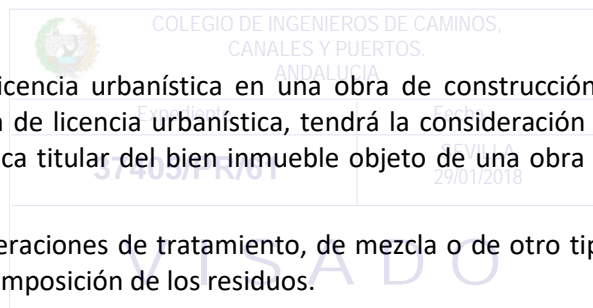 COLEGIO DE INGENIEROS DE CAMINOS,
CANALES Y PUERTOS.
ANDALUCIA
licencia urbanística en una obra de construcción
Expediente Fecha
de licencia urbanística, tendrá la consideración
SEVILLA
ca titular del bien inmueble objeto de una obra
37405/PR/61
29/01/2018
eraciones de tratamiento, de mezcla o de otro tip
VISADO
mposición de los residuos.